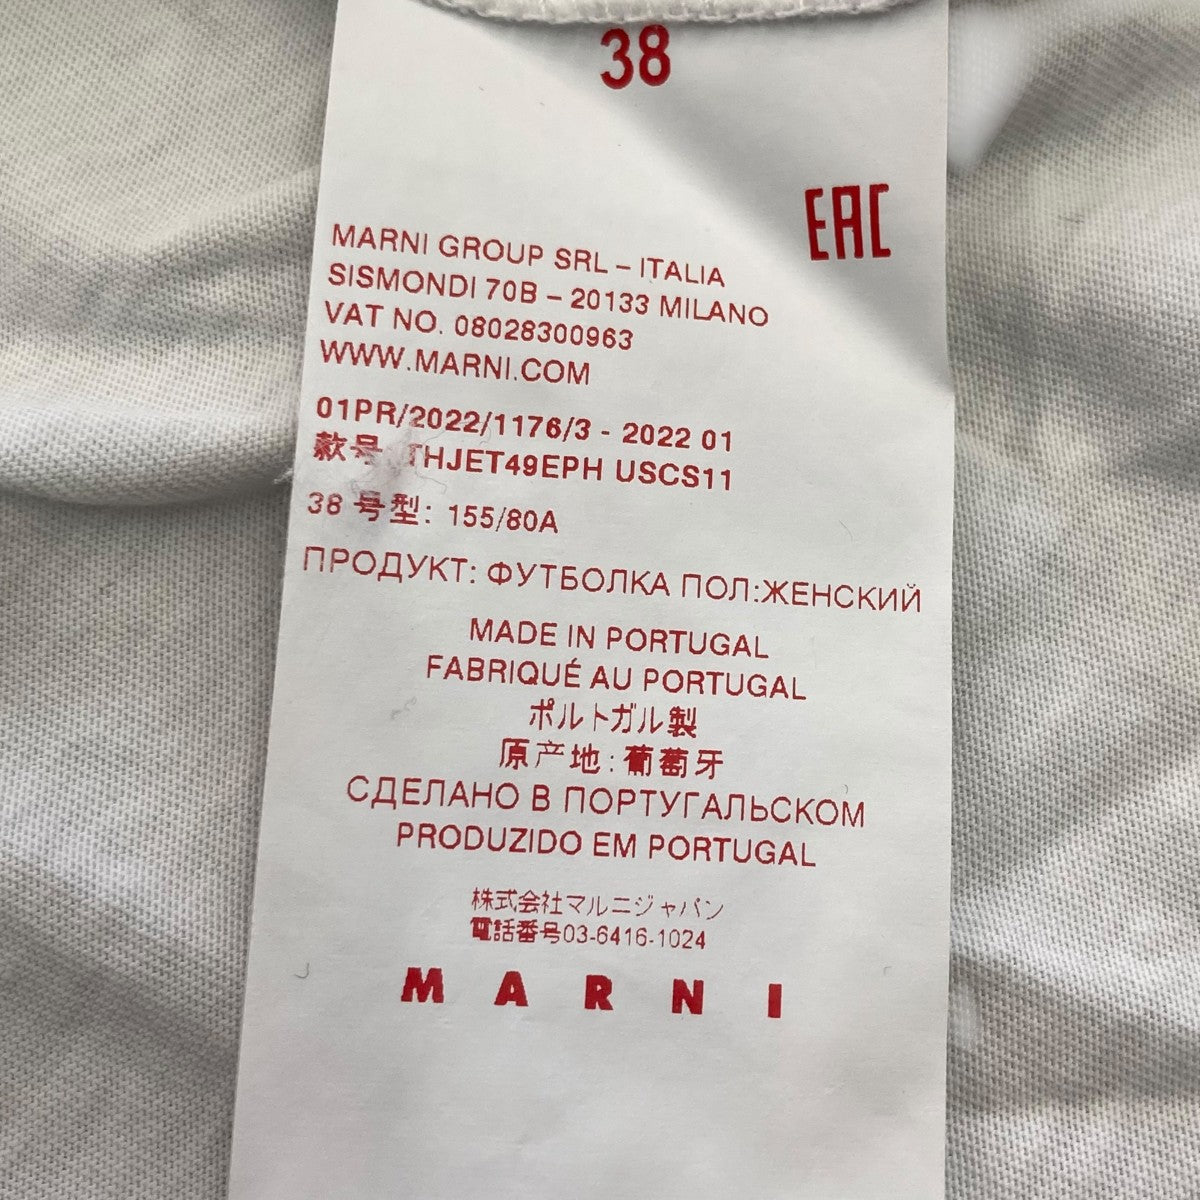 38
EAC
MARNI GROUP SRL – ITALIA
SISMONDI 70B – 20133 MILANO
VAT NO. 08028300963
WWW.MARNI.COM
01PR/2022/1176/3 - 2022 01
款号 THJET49EPH USCS11
38 号型: 155/80A
ПРОДУКТ: ФУТБОЛКА ПОЛ:ЖЕНСКИЙ
MADE IN PORTUGAL
FABRIQUÉ AU PORTUGAL
ポルトガル製
原产地:葡萄牙
СДЕЛАНО В ПОРТУГАЛЬСКОМ
PRODUZIDO EM PORTUGAL
株式会社マルニジャパン
電話番号03-6416-1024
MARNI